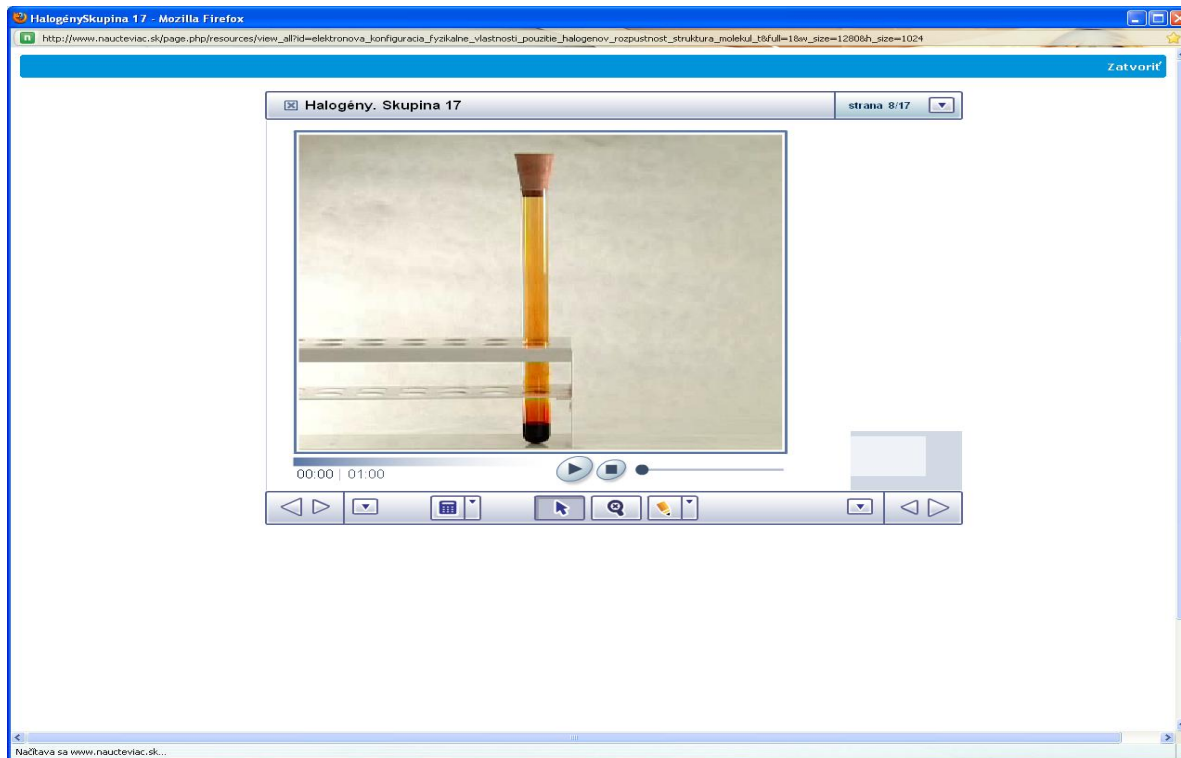 HalogénySkupina 17 - Mozilla Firefox
http://www.naucteviac.sk/page.php/resources/view_all?id=elektronova_konfiguracia_fyzikalne_vlastnosti_pouzitie_halogenov_rozpustnost_struktura_molekul_t&full=1&w_size=1280&h_size=1024
Zatvoriť
Halogény. Skupina 17
strana 8/17
00:00 | 01:00
Načítava sa www.naucteviac.sk...